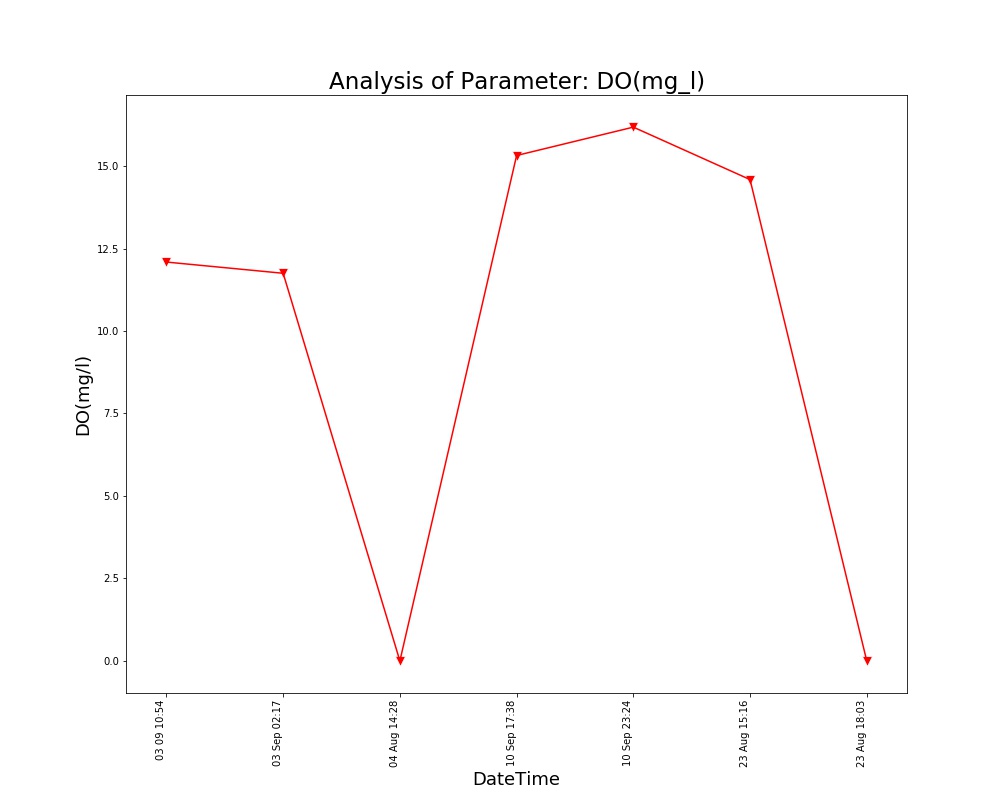 Analysis of Parameter: DO(mg_l)
DO(mg/l)
15.0
12.5
10.0
7.5
5.0
2.5
0.0
03 09 10:54
03 Sep 02:17
04 Aug 14:28
10 Sep 17:38
10 Sep 23:24
23 Aug 15:16
23 Aug 18:03
DateTime